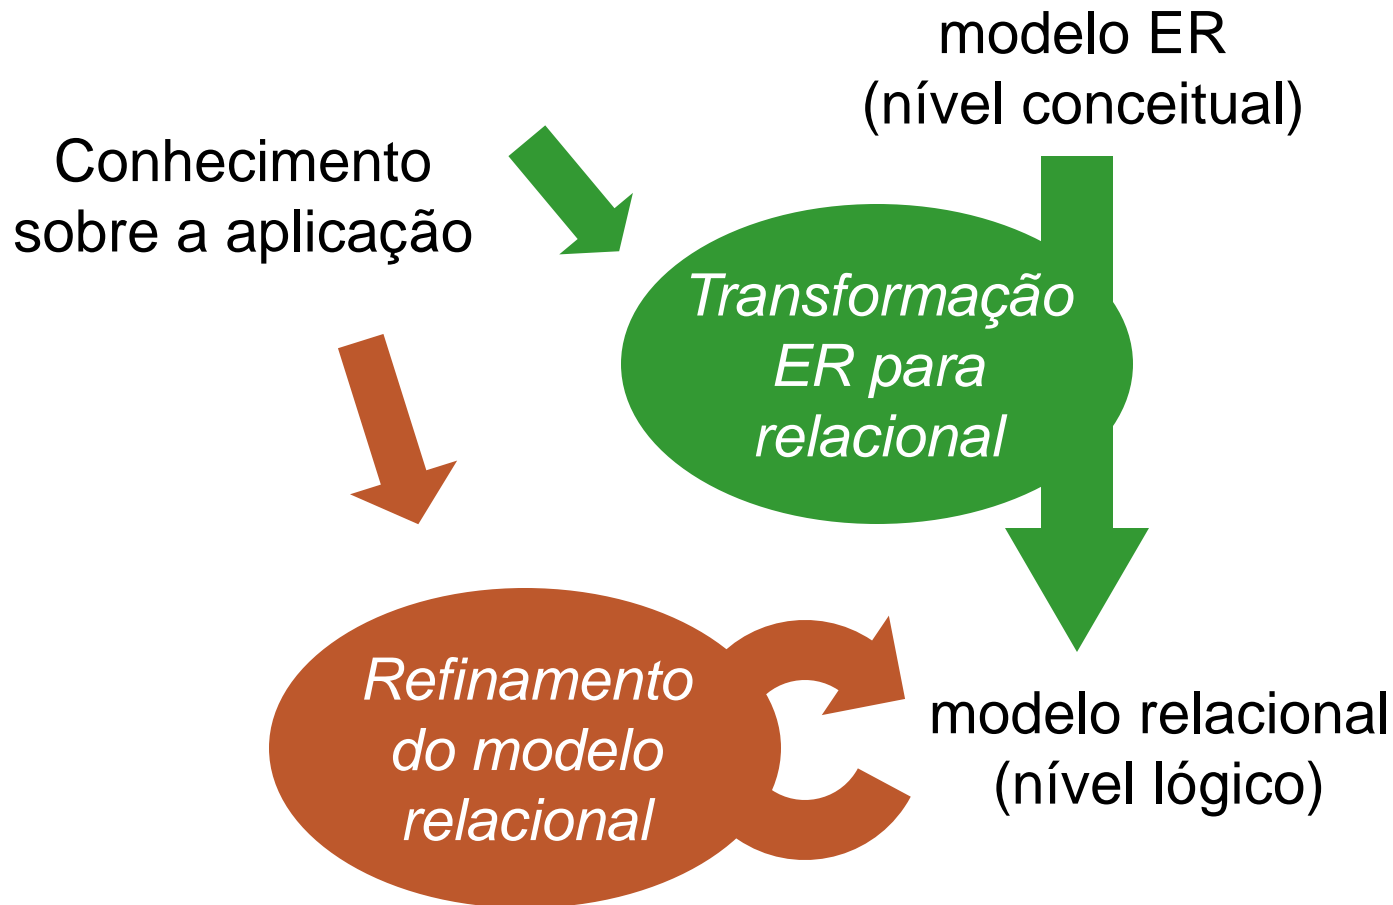 modelo ER
(nível conceitual)
Conhecimento
sobre a aplicação
Transformação
ER para
relacional
Refinamento
do modelo
relacional
modelo relacional
(nível lógico)